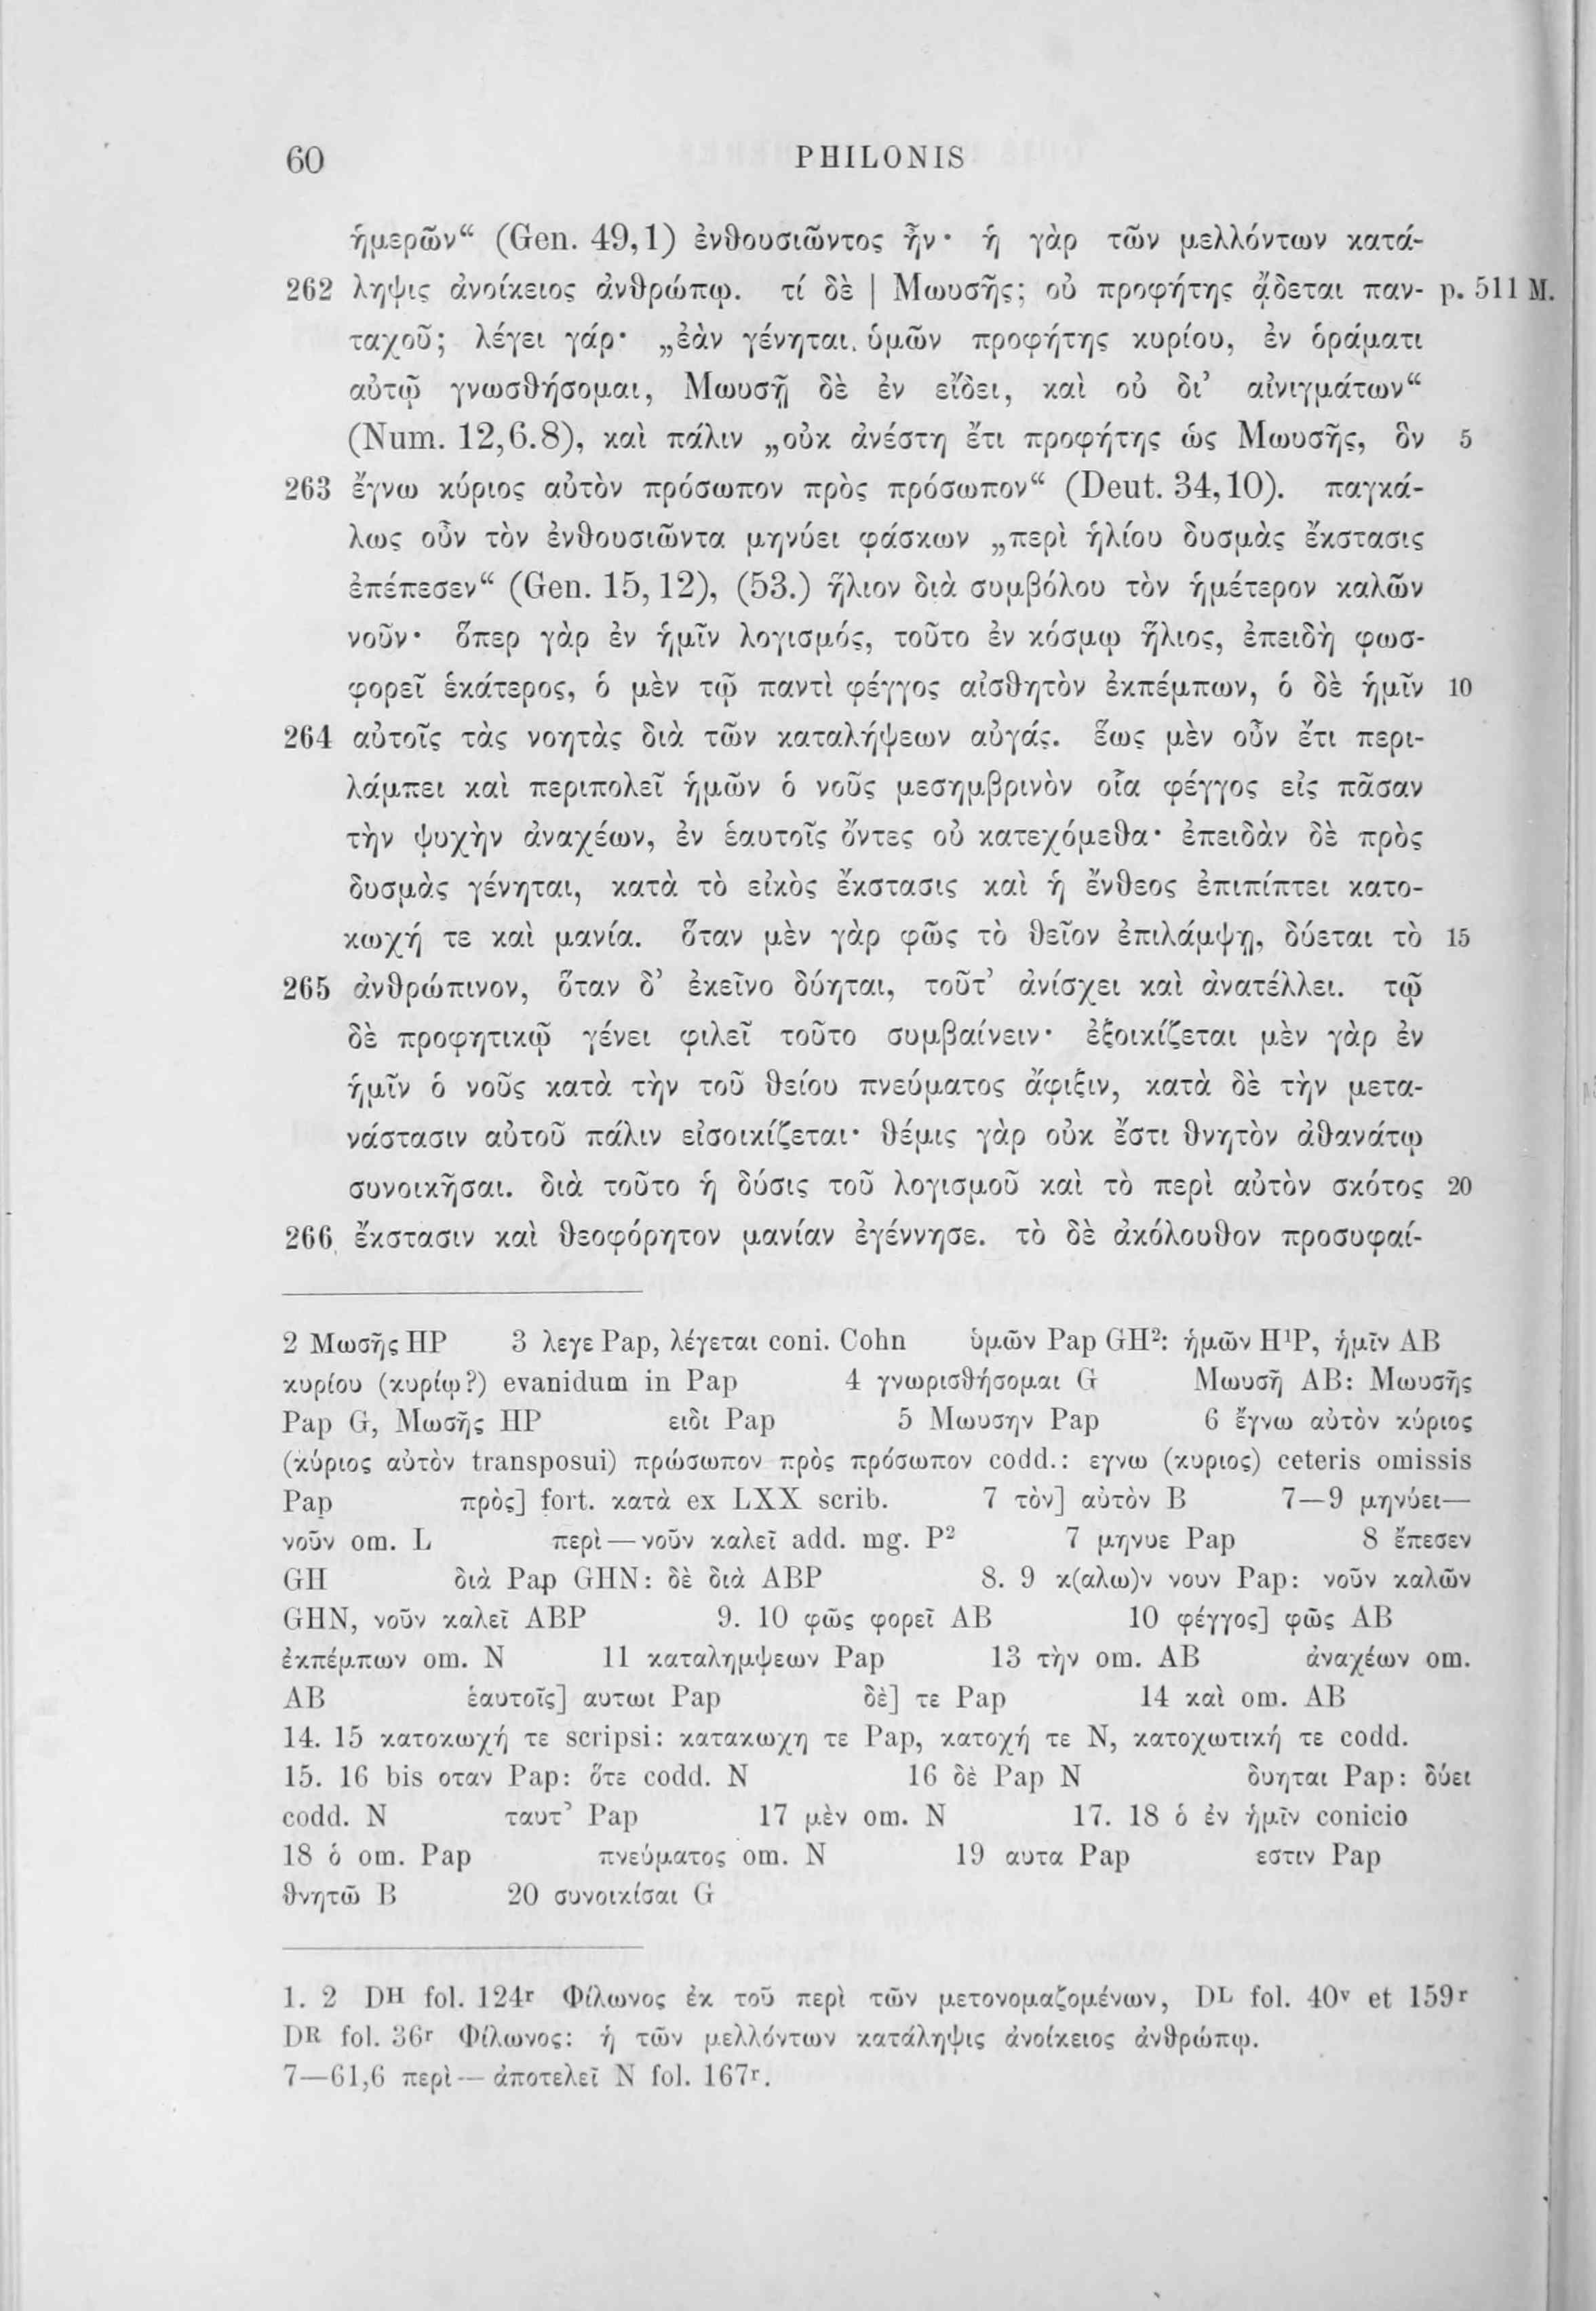 60 PHILONIS
ἡμερῶν“ (Gen. 49,1) ἐνθουσιῶντος ἦν· ἡ γὰρ τῶν μελλόντων κατά-
262 ληψις ἀνοίκειος ἀνθρώπῳ. τί δὲ | Μωυσῆς; οὐ προφήτης ᾄδεται παν- p. 511 M.
ταχοῦ; λέγει γάρ· „ἐὰν γένηται ὑμῶν προφήτης κυρίου, ἐν ὁράματι
αὐτῷ γνωσθήσομαι, Μωυσῇ δὲ ἐν εἴδει, καὶ οὐ δι’ αἰνιγμάτων“
(Num. 12,6.8), καὶ πάλιν „οὐκ ἀνέστη ἔτι προφήτης ὡς Μωυσῆς, ὃν 5
263 ἔγνω κύριος αὐτὸν πρόσωπον πρὸς πρόσωπον“ (Deut. 34,10). παγκά-
λως οὖν τὸν ἐνθουσιῶντα μηνύει φάσκων „περὶ ἡλίου δυσμὰς ἔκστασις
ἐπέπεσεν“ (Gen. 15,12), (53.) ἥλιον διὰ συμβόλου τὸν ἡμέτερον καλῶν
νοῦν· ὅπερ γὰρ ἐν ἡμῖν λογισμός, τοῦτο ἐν κόσμῳ ἥλιος, ἐπειδὴ φωσ-
φορεῖ ἑκάτερος, ὁ μὲν τῷ παντὶ φέγγος αἰσθητὸν ἐκπέμπων, ὁ δὲ ἡμῖν 10
264 αὐτοῖς τὰς νοητὰς διὰ τῶν καταλήψεων αὐγάς. ἕως μὲν οὖν ἔτι περι-
λάμπει καὶ περιπολεῖ ἡμῶν ὁ νοῦς μεσημβρινὸν οἷα φέγγος εἰς πᾶσαν
τὴν ψυχὴν ἀναχέων, ἐν ἑαυτοῖς ὄντες οὐ κατεχόμεθα· ἐπειδὰν δὲ πρὸς
δυσμὰς γένηται, κατὰ τὸ εἰκὸς ἔκστασις καὶ ἡ ἔνθεος ἐπιπίπτει κατο-
κωχή τε καὶ μανία. ὅταν μὲν γὰρ φῶς τὸ θεῖον ἐπιλάμψῃ, δύεται τὸ 15
265 ἀνθρώπινον, ὅταν δ’ ἐκεῖνο δύηται, τοῦτ’ ἀνίσχει καὶ ἀνατέλλει. τῷ
δὲ προφητικῷ γένει φιλεῖ τοῦτο συμβαίνειν· ἐξοικίζεται μὲν γὰρ ἐν
ἡμῖν ὁ νοῦς κατὰ τὴν τοῦ θείου πνεύματος ἄφιξιν, κατὰ δὲ τὴν μετα-
νάστασιν αὐτοῦ πάλιν εἰσοικίζεται· θέμις γὰρ οὐκ ἔστι θνητὸν ἀθανάτῳ
συνοικῆσαι. διὰ τοῦτο ἡ δύσις τοῦ λογισμοῦ καὶ τὸ περὶ αὐτὸν σκότος 20
266 ἔκστασιν καὶ θεοφόρητον μανίαν ἐγέννησε. τὸ δὲ ἀκόλουθον προσυφαί-
2 Μωσῆς HP 3 λεγε Pap, λέγεται coni. Cohn ὑμῶν Pap GH²: ἡμῶν H¹P, ἡμῖν AB
κυρίου (κυρίῳ?) evanidum in Pap 4 γνωρισθήσομαι G Μωυσῇ AB: Μωυσῆς
Pap G, Μωσῆς HP ειδι Pap 5 Μωυσην Pap 6 ἔγνω αὐτὸν κύριος
(κύριος αὐτὸν transposui) πρώσωπον πρὸς πρόσωπον codd.: εγνω (κυριος) ceteris omissis
Pap πρὸς] fort. κατὰ ex LXX scrib. 7 τὸν] αὐτὸν B 7—9 μηνύει—
νοῦν om. L περὶ — νοῦν καλεῖ add. mg. P² 7 μηνυε Pap 8 ἔπεσεν
GH διὰ Pap GHN: δὲ διὰ ABP 8. 9 κ(αλω)ν νουν Pap: νοῦν καλῶν
GHN, νοῦν καλεῖ ABP 9. 10 φῶς φορεῖ AB 10 φέγγος] φῶς AB
ἐκπέμπων om. N 11 καταλημψεων Pap 13 τὴν om. AB ἀναχέων om.
AB ἑαυτοῖς] αυτωι Pap δὲ] τε Pap 14 καὶ om. AB
14. 15 κατοκωχή τε scripsi: κατακωχη τε Pap, κατοχή τε N, κατοχωτική τε codd.
15. 16 bis οταν Pap: ὅτε codd. N 16 δὲ Pap N δυηται Pap: δύει
codd. N ταυτ’ Pap 17 μὲν om. N 17. 18 ὁ ἐν ἡμῖν conicio
18 ὁ om. Pap πνεύματος om. N 19 αυτα Pap εστιν Pap
θνητῶ B 20 συνοικίσαι G
1. 2 Dᴴ fol. 124ʳ Φίλωνος ἐκ τοῦ περὶ τῶν μετονομαζομένων, Dᴸ fol. 40ᵛ et 159ʳ
Dᴿ fol. 36ʳ Φίλωνος: ἡ τῶν μελλόντων κατάληψις ἀνοίκειος ἀνθρώπῳ.
7—61,6 περὶ — ἀποτελεῖ N fol. 167ʳ.